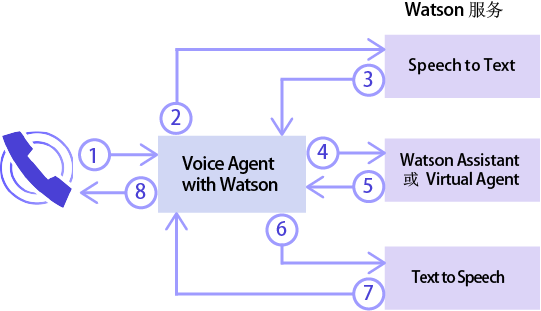 Watson 服务
Speech to Text
2
3
1
Voice Agent
with Watson
4
Watson Assistant
或 Virtual Agent
8
5
6
Text to Speech
7